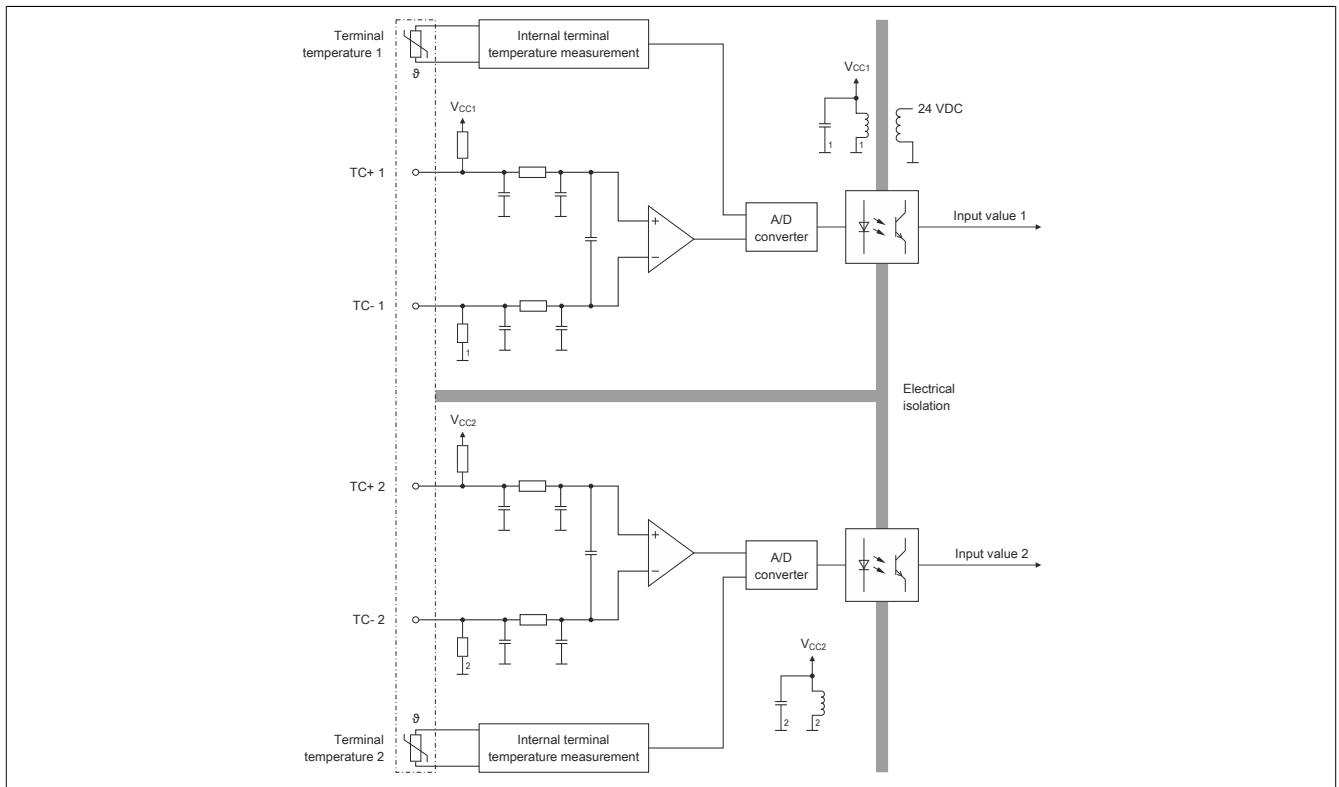 Terminal
temperature 1
ϑ
Internal terminal
temperature measurement
VCC1
24 VDC
1
1
VCC1
TC+ 1
+
−
A/D
converter
Input value 1
TC- 1
1
Electrical
isolation
VCC2
TC+ 2
+
−
A/D
converter
Input value 2
TC- 2
2
VCC2
2
2
ϑ
Terminal
temperature 2
Internal terminal
temperature measurement